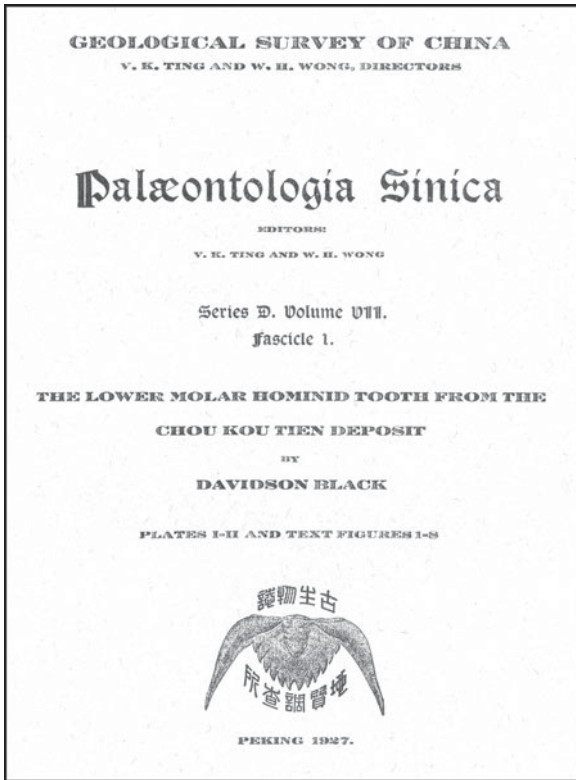 GEOLOGICAL SURVEY OF CHINA
V. K. TING AND W. H. WONG, DIRECTORS
Palæontologia Sinica
EDITORS:
V. K. TING AND W. H. WONG
Series D. Volume VII.
Fascicle 1.
THE LOWER MOLAR HOMINID TOOTH FROM THE
CHOU KOU TIEN DEPOSIT
BY
DAVIDSON BLACK
PLATES I-II AND TEXT FIGURES 1-8
誌物生古
所查調質地
PEKING 1927.